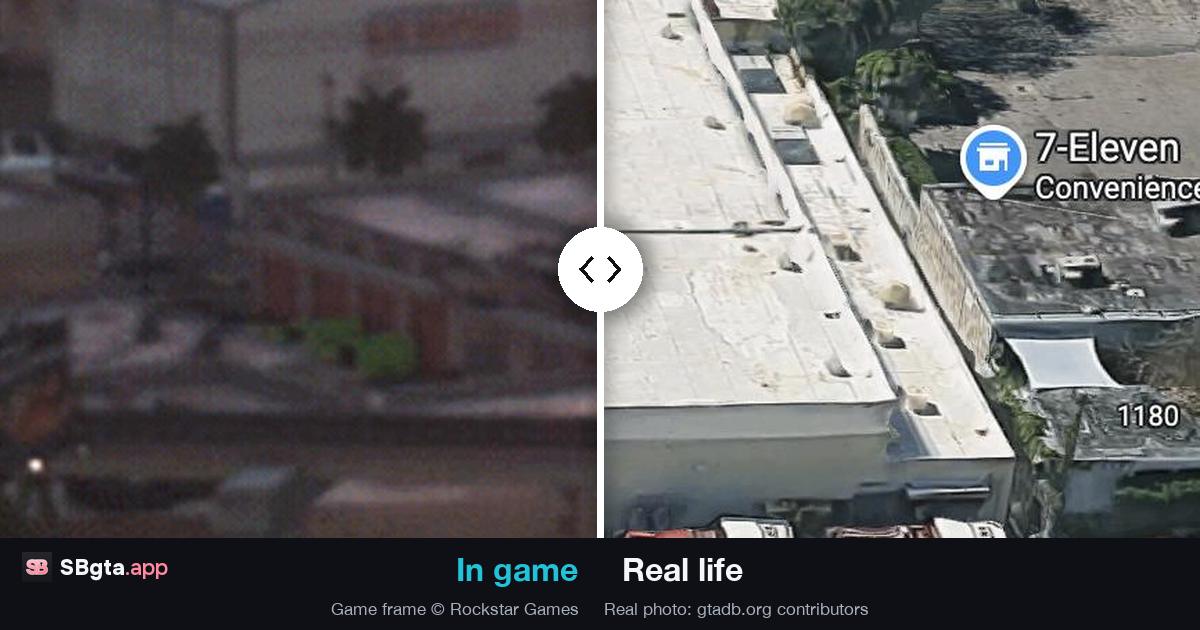 7-Eleven
Convenience
1180
SBgta.app
In game
Real life
Game frame © Rockstar Games
Real photo: gtadb.org contributors